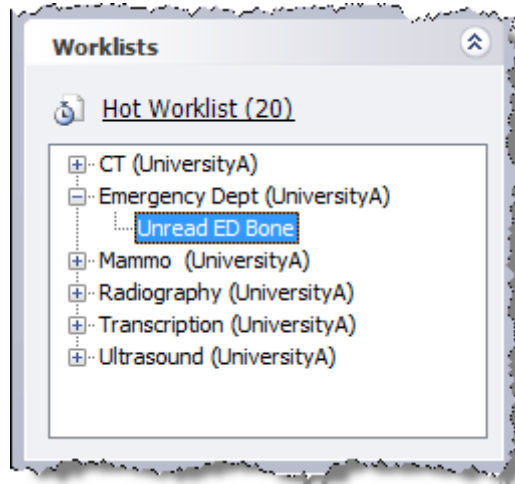 Worklists
Hot Worklist (20)
CT (UniversityA)
Emergency Dept (UniversityA)
Unread ED Bone
Mammo (UniversityA)
Radiography (UniversityA)
Transcription (UniversityA)
Ultrasound (UniversityA)